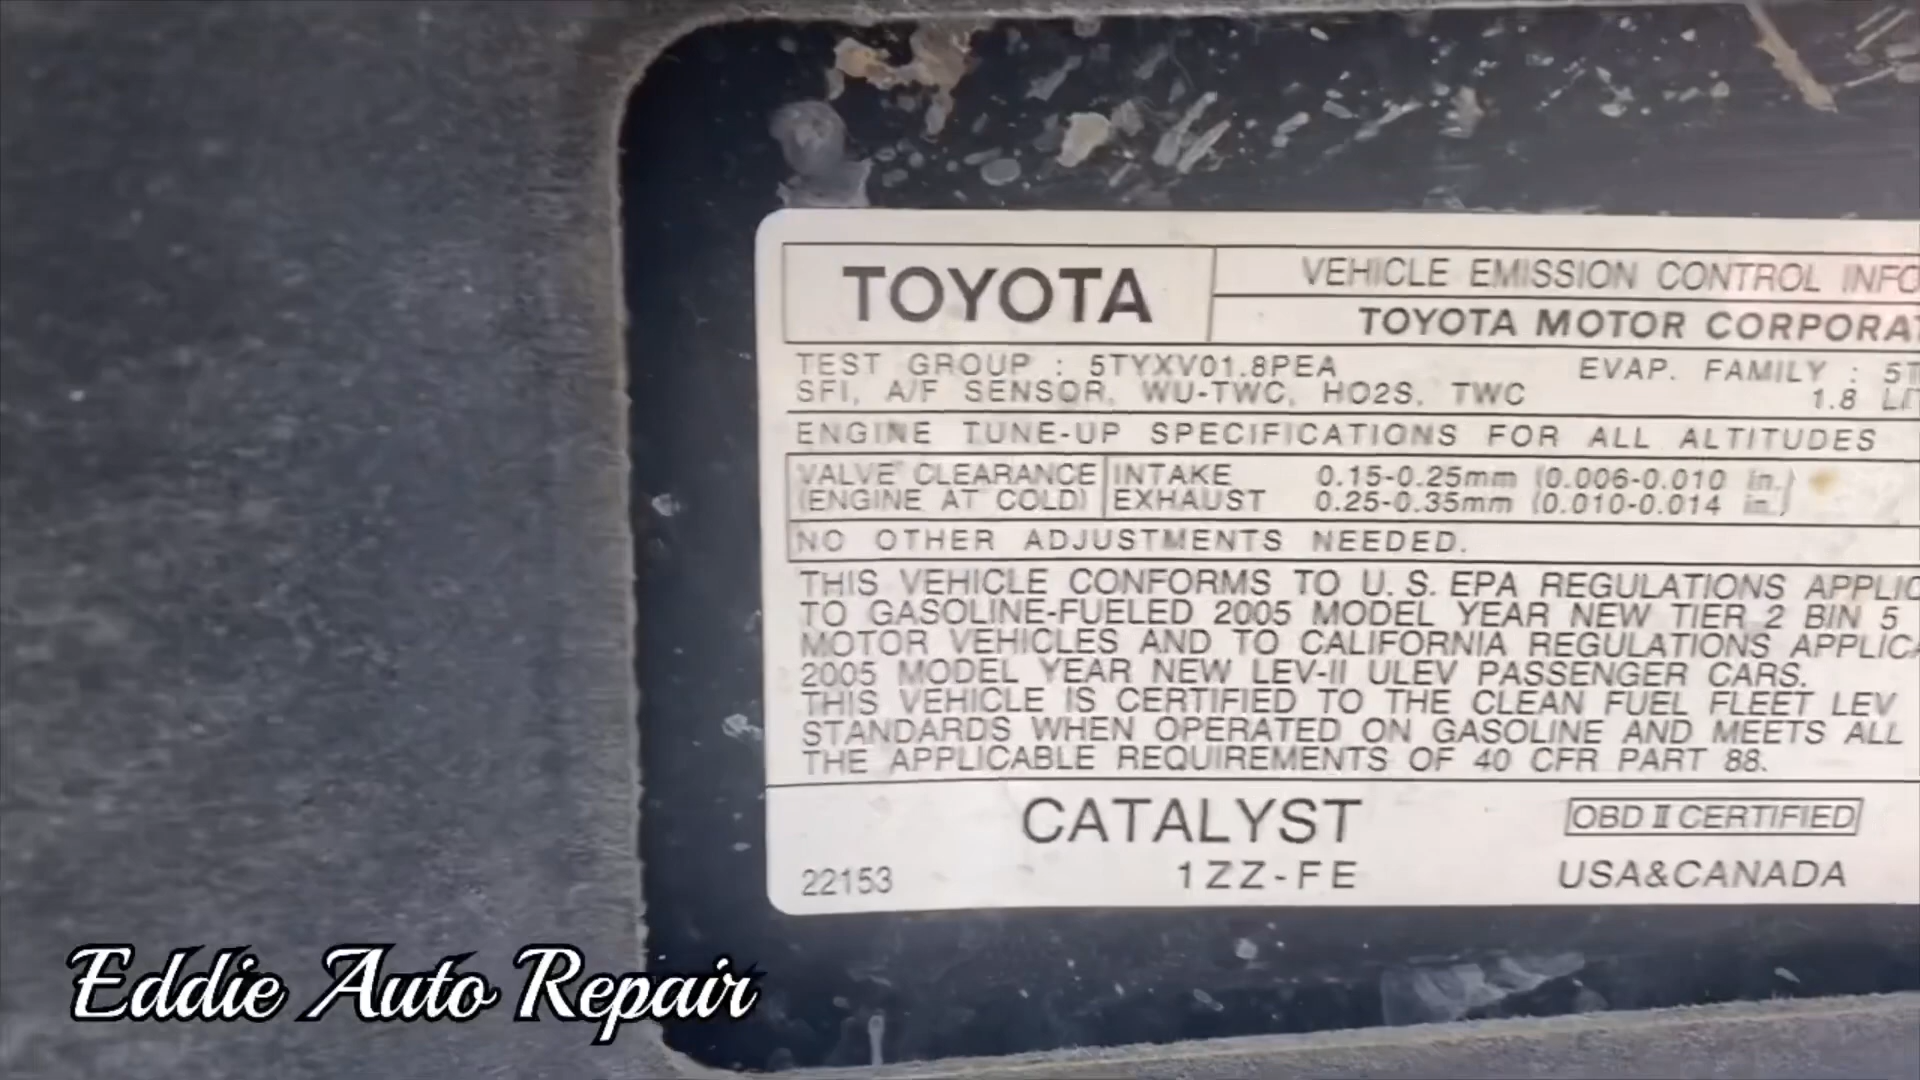 TOYOTA
VEHICLE EMISSION CONTROL
TOYOTA MOTOR
TEST GROUP : 5TYXV01.8PEA
EVAP. FAMILY :
SFI, A/F SENSOR, WU-TWC, HO2S, TWC
1.8
ENGINE TUNE-UP SPECIFICATIONS FOR ALL ALTITUDES
VALVE CLEARANCE INTAKE 0.15-0.25mm (0.006-0.010 in.)
(ENGINE AT COLD) EXHAUST 0.25-0.35mm (0.010-0.014 in.)
NO OTHER ADJUSTMENTS NEEDED.
THIS VEHICLE CONFORMS TO U.S. EPA REGULATIONS
TO GASOLINE-FUELED 2005 MODEL YEAR NEW TIER 2 BIN 5
MOTOR VEHICLES AND TO CALIFORNIA REGULATIONS
2005 MODEL YEAR NEW LEV-II ULEV PASSENGER CARS.
THIS VEHICLE IS CERTIFIED TO THE CLEAN FUEL FLEET LEV
STANDARDS WHEN OPERATED ON GASOLINE AND MEETS ALL
THE APPLICABLE REQUIREMENTS OF 40 CFR PART 88.
CATALYST
OBD II CERTIFIED
22153
1ZZ-FE
USA&CANADA
Eddie Auto Repair